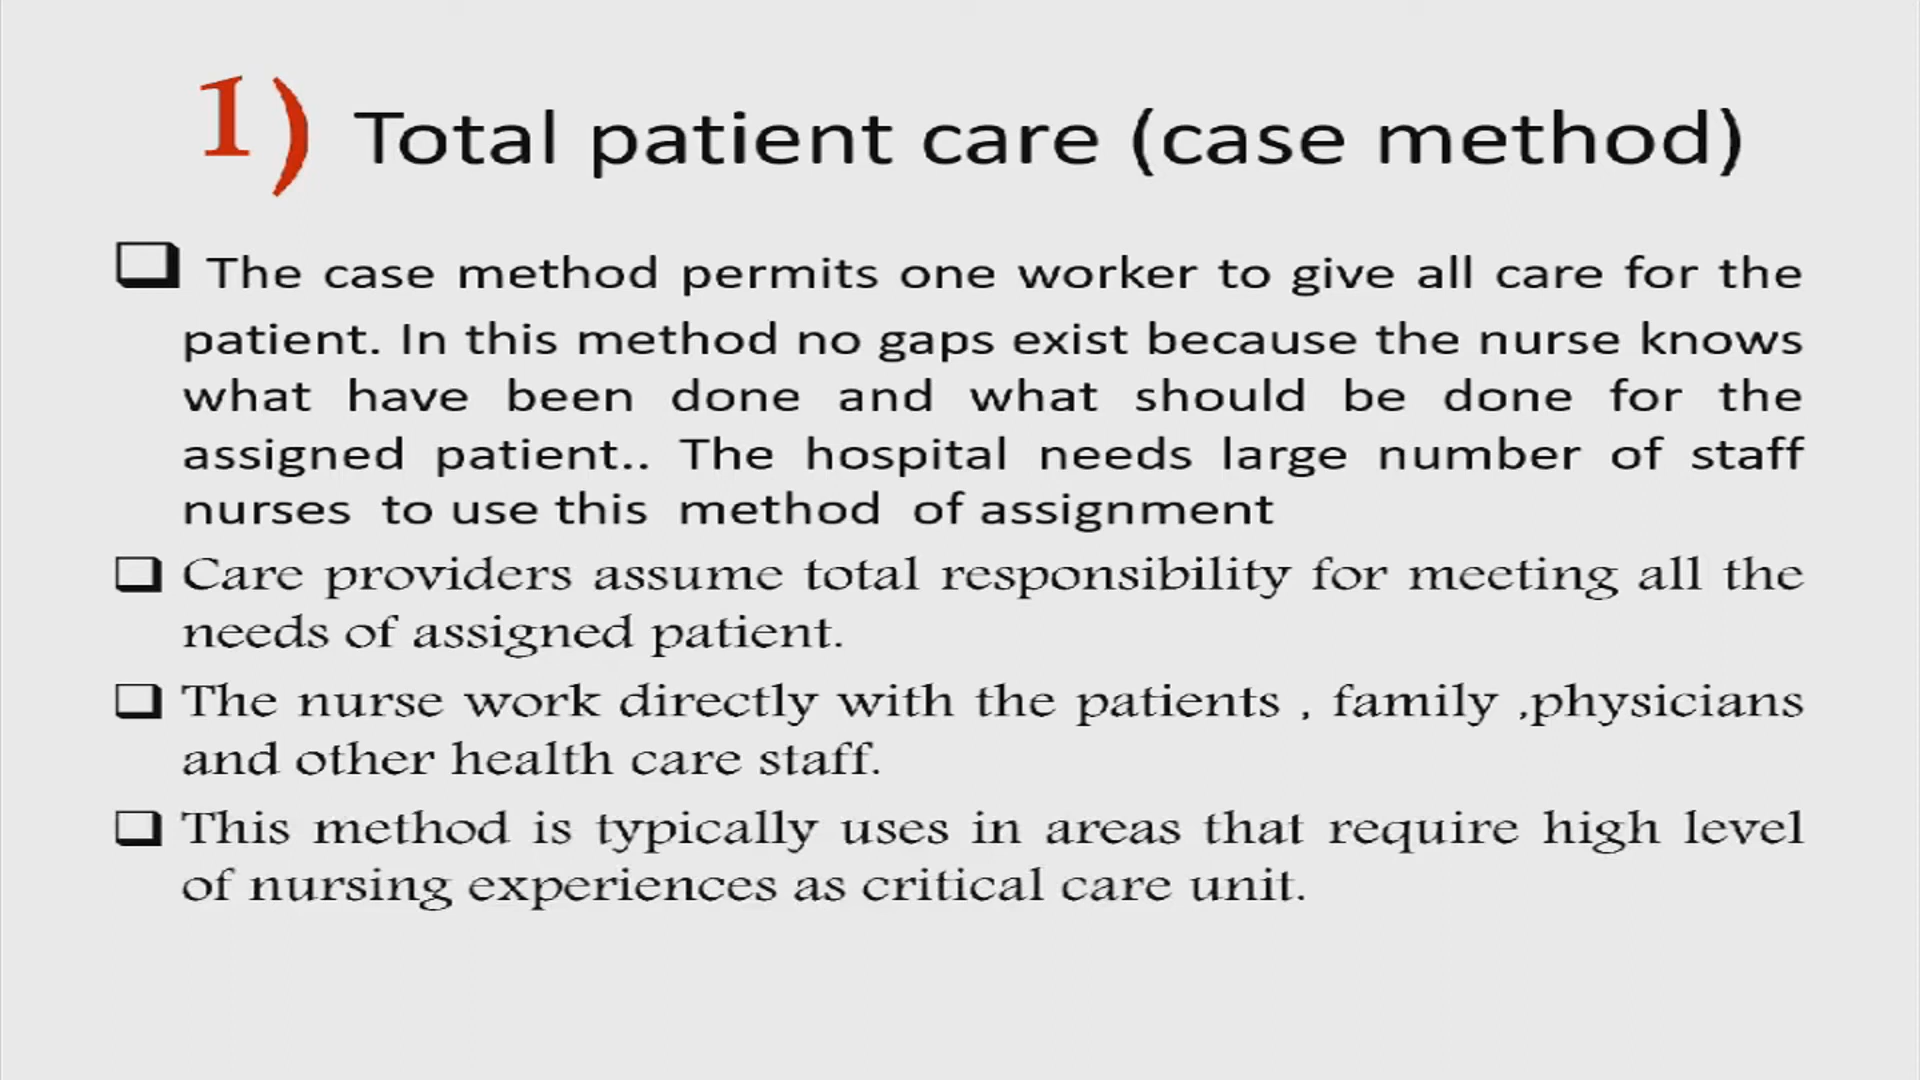 1) Total patient care (case method)
The case method permits one worker to give all care for the
patient. In this method no gaps exist because the nurse knows
what have been done and what should be done for the
assigned patient.. The hospital needs large number of staff
nurses to use this method of assignment
Care providers assume total responsibility for meeting all the
needs of assigned patient.
The nurse work directly with the patients , family ,physicians
and other health care staff.
This method is typically uses in areas that require high level
of nursing experiences as critical care unit.